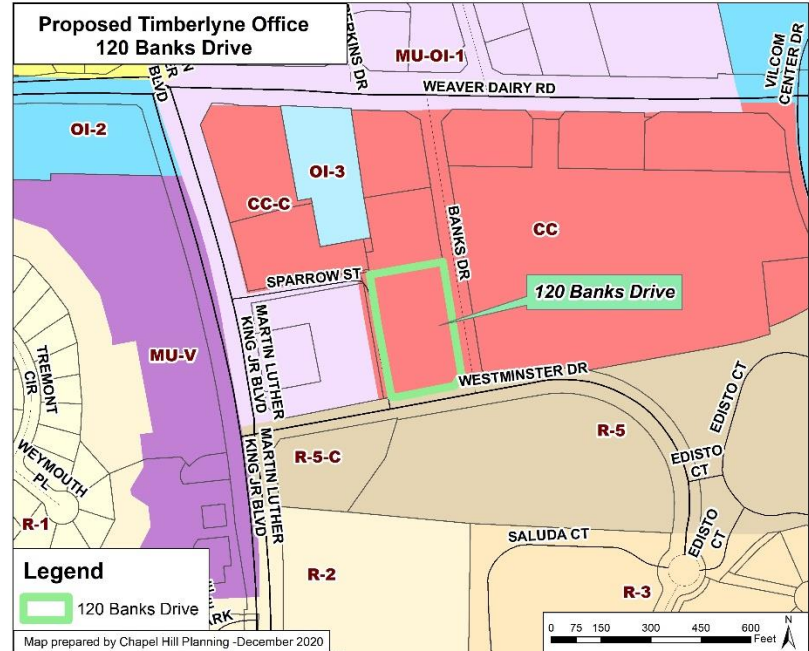 Proposed Timberlyne Office
120 Banks Drive
PERKINS DR
MU-OI-1
VILCOM
CENTER DR
BLVD
WEAVER DAIRY RD
OI-2
OI-3
CC-C
CC
BANKS DR
SPARROW ST
120 Banks Drive
MARTIN LUTHER
KING JR BLVD
MU-V
TREMONT
CIR
WESTMINSTER DR
EDISTO CT
WEYMOUTH
PL
MARTIN LUTHER
KING JR BLVD
R-5-C
R-5
EDISTO
CT
R-1
SALUDA CT
EDISTO
CT
R-2
R-3
Legend
120 Banks Drive
0 75 150 300 450 600
Feet
N
Map prepared by Chapel Hill Planning -December 2020